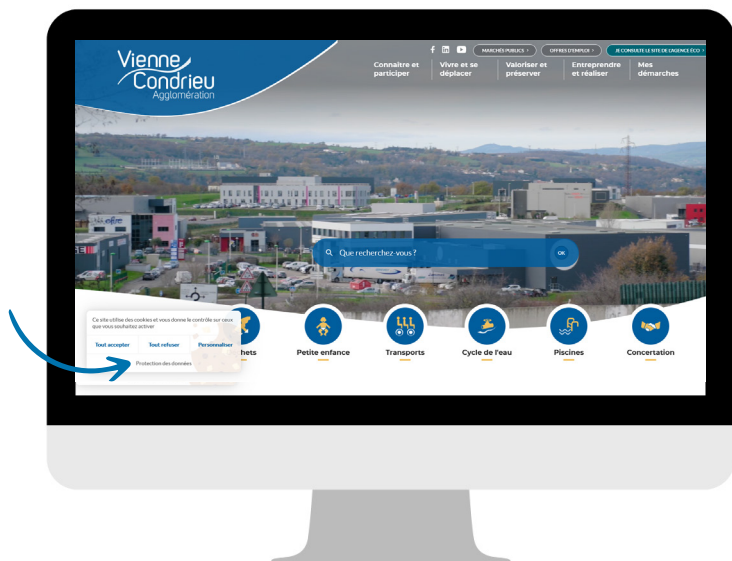 Vienne
Condrieu
Agglomération
MARCHÉS PUBLICS
OFFRES D'EMPLOI
JE CONSULTE LE SITE DE L'AGENCE ÉCO
Connaître et
participer
Vivre et se
déplacer
Valoriser et
préserver
Entreprendre
et réaliser
Mes
démarches
Que recherchez-vous ?
OK
Ce site utilise des cookies et vous donne le contrôle sur ceux
que vous souhaitez activer
Tout accepter
Tout refuser
Personnaliser
Protection des données
hets
Petite enfance
Transports
Cycle de l'eau
Piscines
Concertation